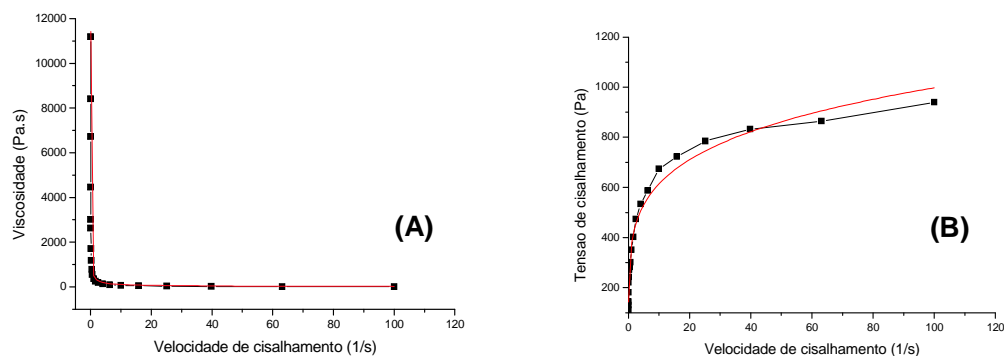 12000
10000
8000
6000
4000
2000
0
Viscosidade (Pa.s)
(A)
0 20 40 60 80 100 120
Velocidade de cisalhamento (1/s)
1200
1000
800
600
400
200
Tensao de cisalhamento (Pa)
(B)
0 20 40 60 80 100 120
Velocidade de cisalhamento (1/s)